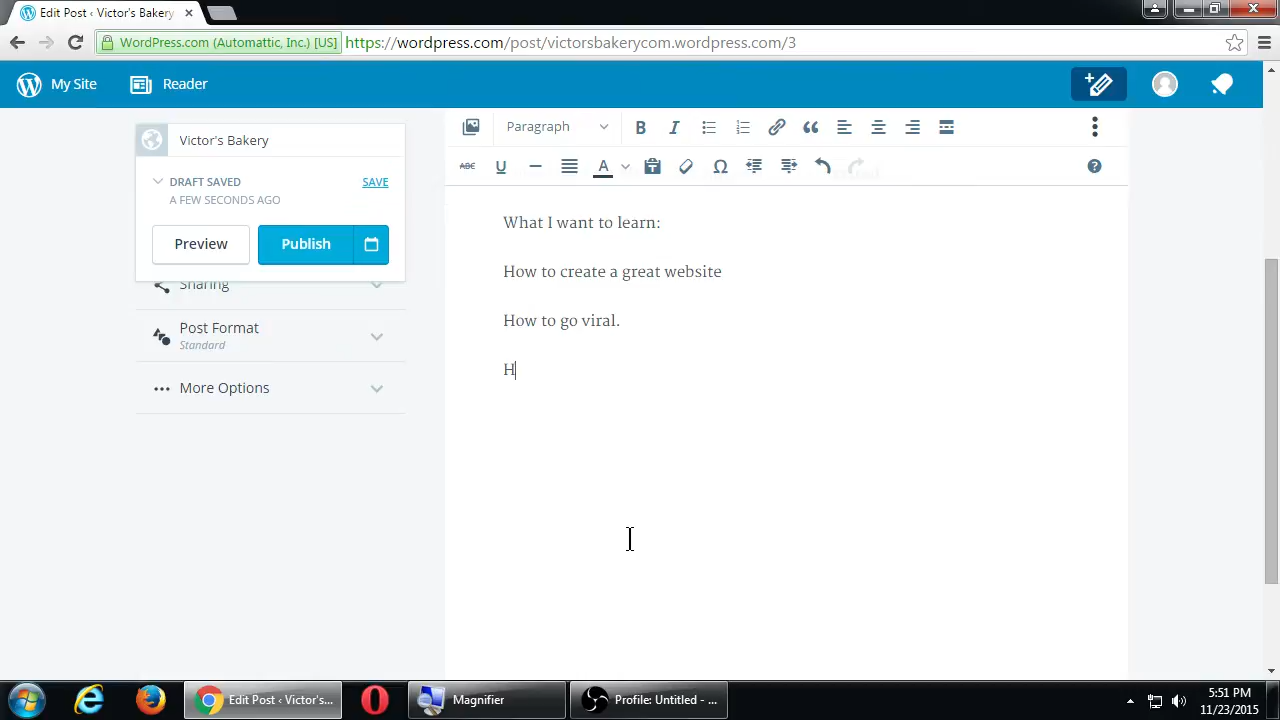 Edit Post ‹ Victor's Bakery
WordPress.com (Automattic, Inc.) [US] https://wordpress.com/post/victorsbakerycom.wordpress.com/3
My Site Reader
Victor's Bakery
DRAFT SAVED SAVE
A FEW SECONDS AGO
Preview Publish
Sharing
Post Format
Standard
More Options
Paragraph B I
ABC U A Ω
What I want to learn:
How to create a great website
How to go viral.
H
Edit Post ‹ Victor's... Magnifier Profile: Untitled - ...
5:51 PM
11/23/2015